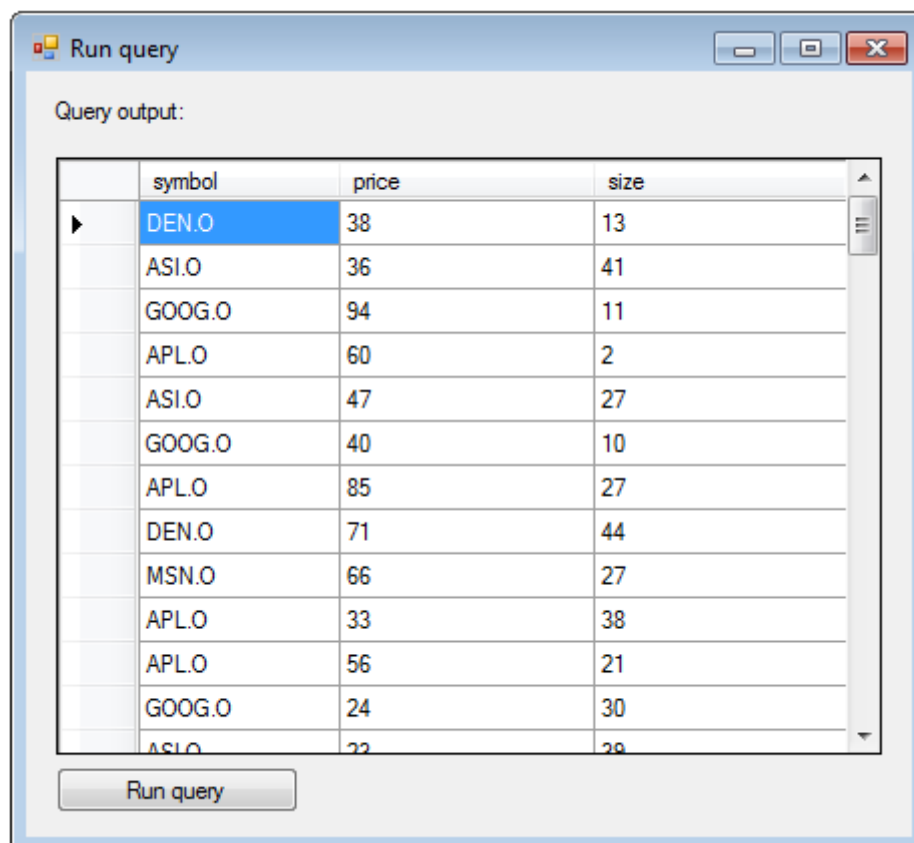 Run query
Query output:
symbol price size
DEN.O 38 13
ASI.O 36 41
GOOG.O 94 11
APL.O 60 2
ASI.O 47 27
GOOG.O 40 10
APL.O 85 27
DEN.O 71 44
MSN.O 66 27
APL.O 33 38
APL.O 56 21
GOOG.O 24 30
ASI.O
Run query